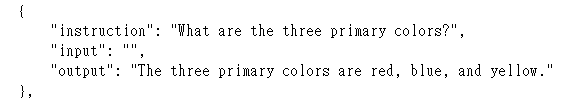 {
"instruction": "What are the three primary colors?",
"input": "",
"output": "The three primary colors are red, blue, and yellow."
},